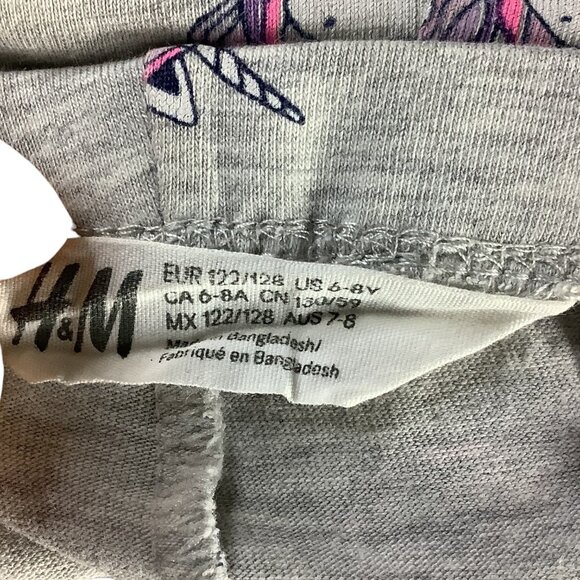 H&M
EUR 122/128 US 6-8Y
CA 6-8A CN 130/59
MX 122/128 AUS 7-8
in Bangladesh/
Fabriqué en Bangladesh